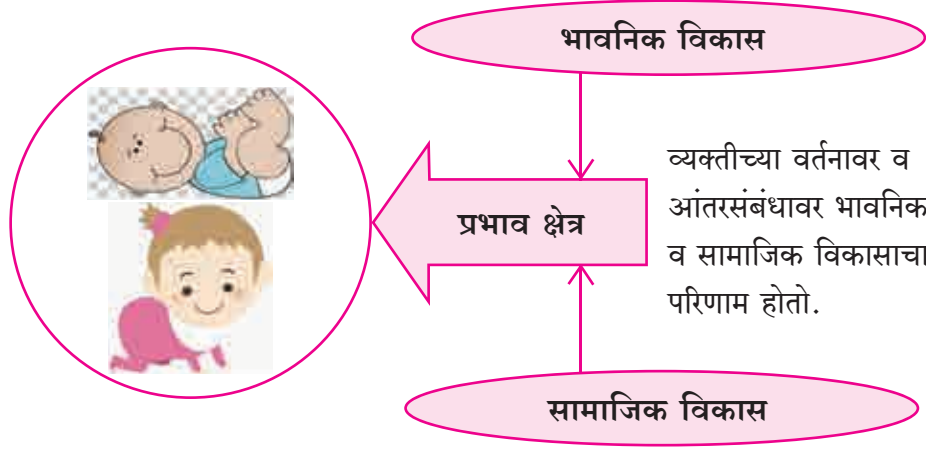 भावनिक विकास
प्रभाव क्षेत्र
व्यक्तीच्या वर्तनावर व
आंतरसंबंधावर भावनिक
व सामाजिक विकासाचा
परिणाम होतो.
सामाजिक विकास